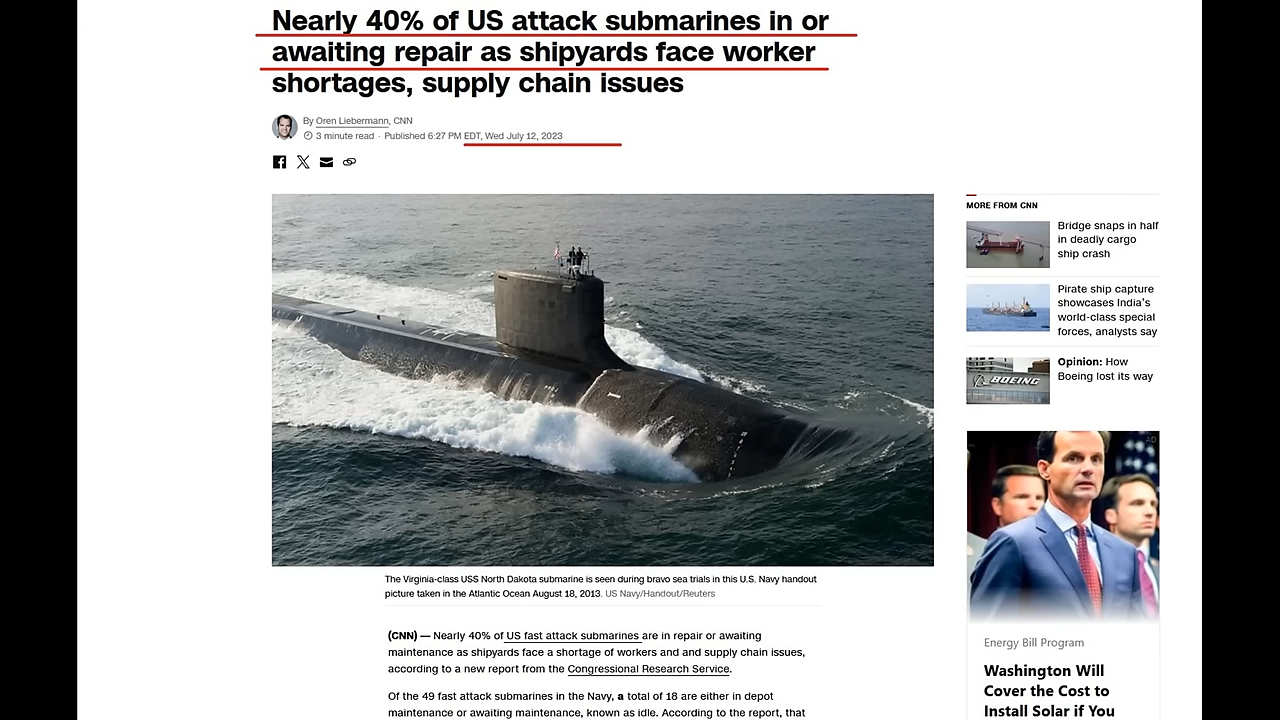 Nearly 40% of US attack submarines in or
awaiting repair as shipyards face worker
shortages, supply chain issues
By Oren Liebermann, CNN
3 minute read · Published 6:27 PM EDT, Wed July 12, 2023
MORE FROM CNN
Bridge snaps in half
in deadly cargo
ship crash
Pirate ship capture
showcases India's
world-class special
forces, analysts say
BOEING
Opinion: How
Boeing lost its way
AD
The Virginia-class USS North Dakota submarine is seen during bravo sea trials in this U.S. Navy handout
picture taken in the Atlantic Ocean August 18, 2013. US Navy/Handout/Reuters
(CNN) — Nearly 40% of US fast attack submarines are in repair or awaiting
maintenance as shipyards face a shortage of workers and and supply chain issues,
according to a new report from the Congressional Research Service.
Of the 49 fast attack submarines in the Navy, a total of 18 are either in depot
maintenance or awaiting maintenance, known as idle. According to the report, that
Energy Bill Program
Washington Will
Cover the Cost to
Install Solar if You